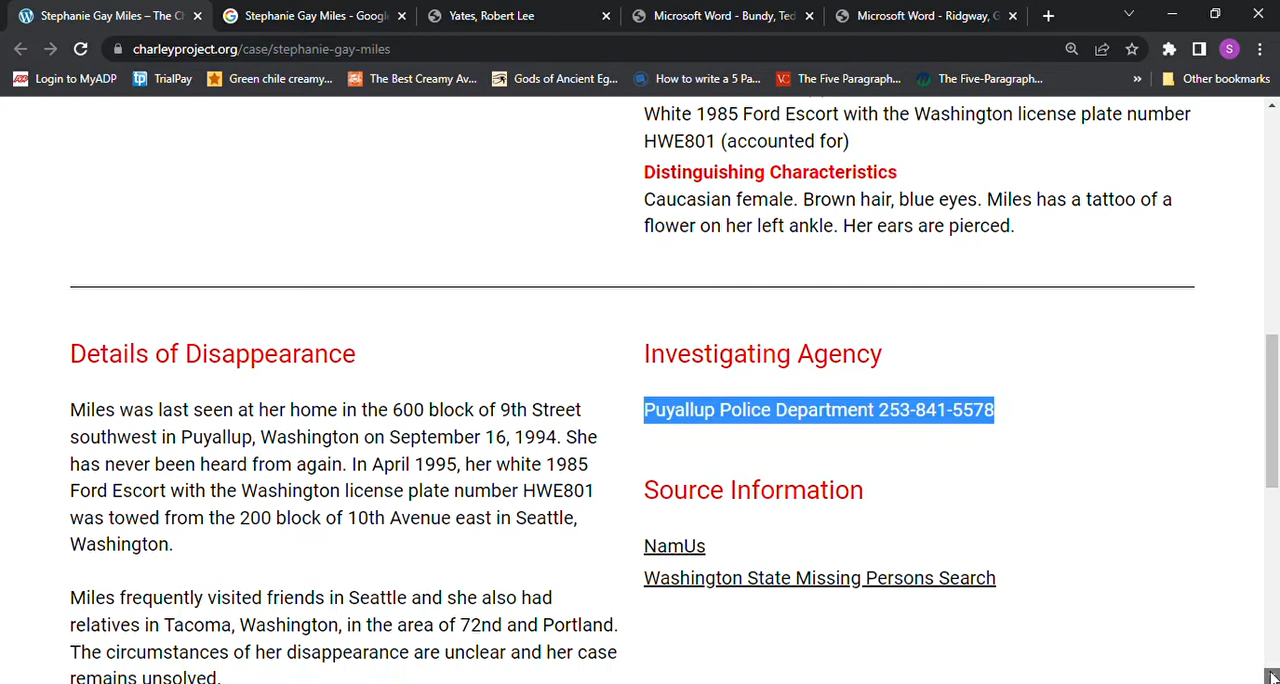 Stephanie Gay Miles – The Ch
Stephanie Gay Miles - Google
Yates, Robert Lee
Microsoft Word - Bundy, Ted
Microsoft Word - Ridgway, G
charleyproject.org/case/stephanie-gay-miles
S
Login to MyADP
TrialPay
Green chile creamy...
The Best Creamy Av...
Gods of Ancient Eg...
How to write a 5 Pa...
The Five Paragraph...
The Five-Paragraph...
»
Other bookmarks
White 1985 Ford Escort with the Washington license plate number
HWE801 (accounted for)
Distinguishing Characteristics
Caucasian female. Brown hair, blue eyes. Miles has a tattoo of a
flower on her left ankle. Her ears are pierced.
Details of Disappearance
Miles was last seen at her home in the 600 block of 9th Street
southwest in Puyallup, Washington on September 16, 1994. She
has never been heard from again. In April 1995, her white 1985
Ford Escort with the Washington license plate number HWE801
was towed from the 200 block of 10th Avenue east in Seattle,
Washington.
Miles frequently visited friends in Seattle and she also had
relatives in Tacoma, Washington, in the area of 72nd and Portland.
The circumstances of her disappearance are unclear and her case
remains unsolved.
Investigating Agency
Puyallup Police Department 253-841-5578
Source Information
NamUs
Washington State Missing Persons Search